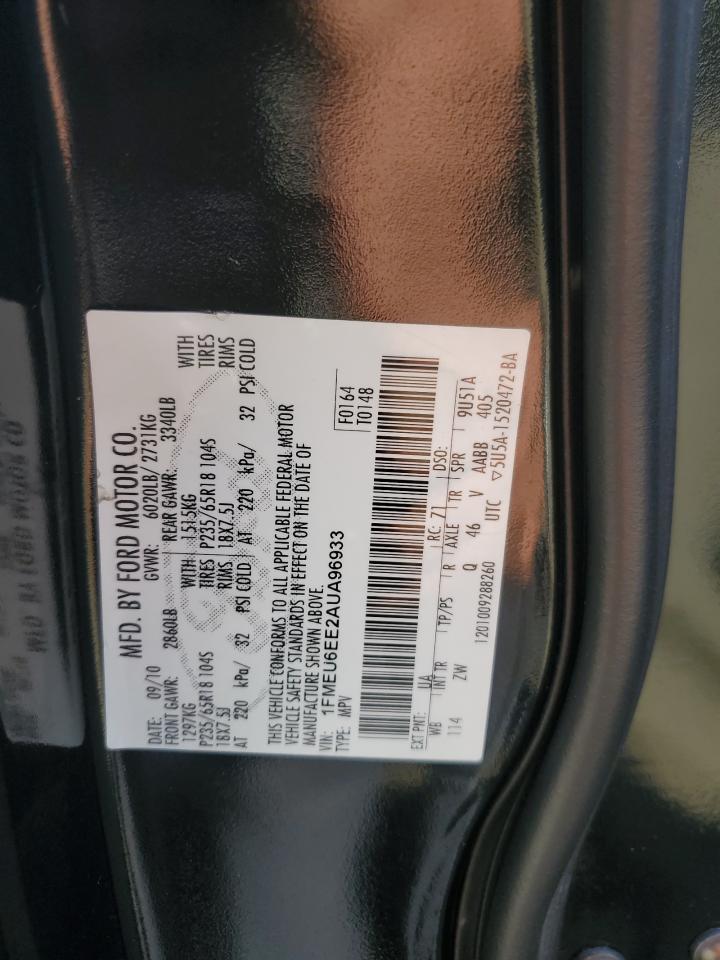 MFD. BY FORD MOTOR CO.
DATE: 09/10 GVWR: 6020LB/ 2731KG
FRONT GAWR: 2860LB REAR GAWR: 3340LB
1297KG WITH 1515KG WITH
P235/65R18 104S TIRES P235/65R18 104S TIRES
18X7.5J RIMS 18X7.5J RIMS
AT 220 kPa/ 32 PSI COLD AT 220 kPa/ 32 PSI COLD
THIS VEHICLE CONFORMS TO ALL APPLICABLE FEDERAL MOTOR
VEHICLE SAFETY STANDARDS IN EFFECT ON THE DATE OF
MANUFACTURE SHOWN ABOVE.
VIN: 1FMEU6EE2AUA96933
TYPE: MPV
F0164
T0148
EXT PNT: UA RC: 71 DSO:
WB INT TR TP/PS R AXLE TR SPR 9U51A
114 ZW Q 46 V AABB 405
1201009288260 UTC ▽5U5A-1520472-BA